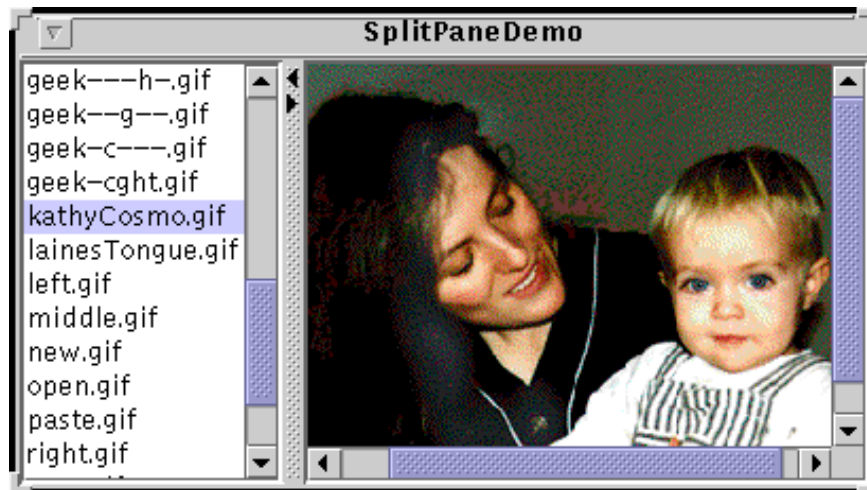 SplitPaneDemo
geek---h-.gif
geek--g--.gif
geek-c---.gif
geek-cght.gif
kathyCosmo.gif
lainesTongue.gif
left.gif
middle.gif
new.gif
open.gif
paste.gif
right.gif